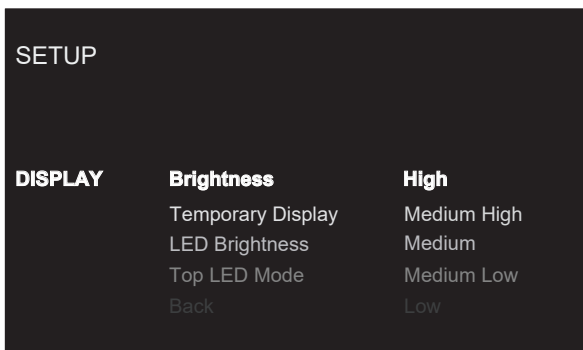 SETUP
DISPLAY Brightness High
Temporary Display Medium High
LED Brightness Medium
Top LED Mode Medium Low
Back Low